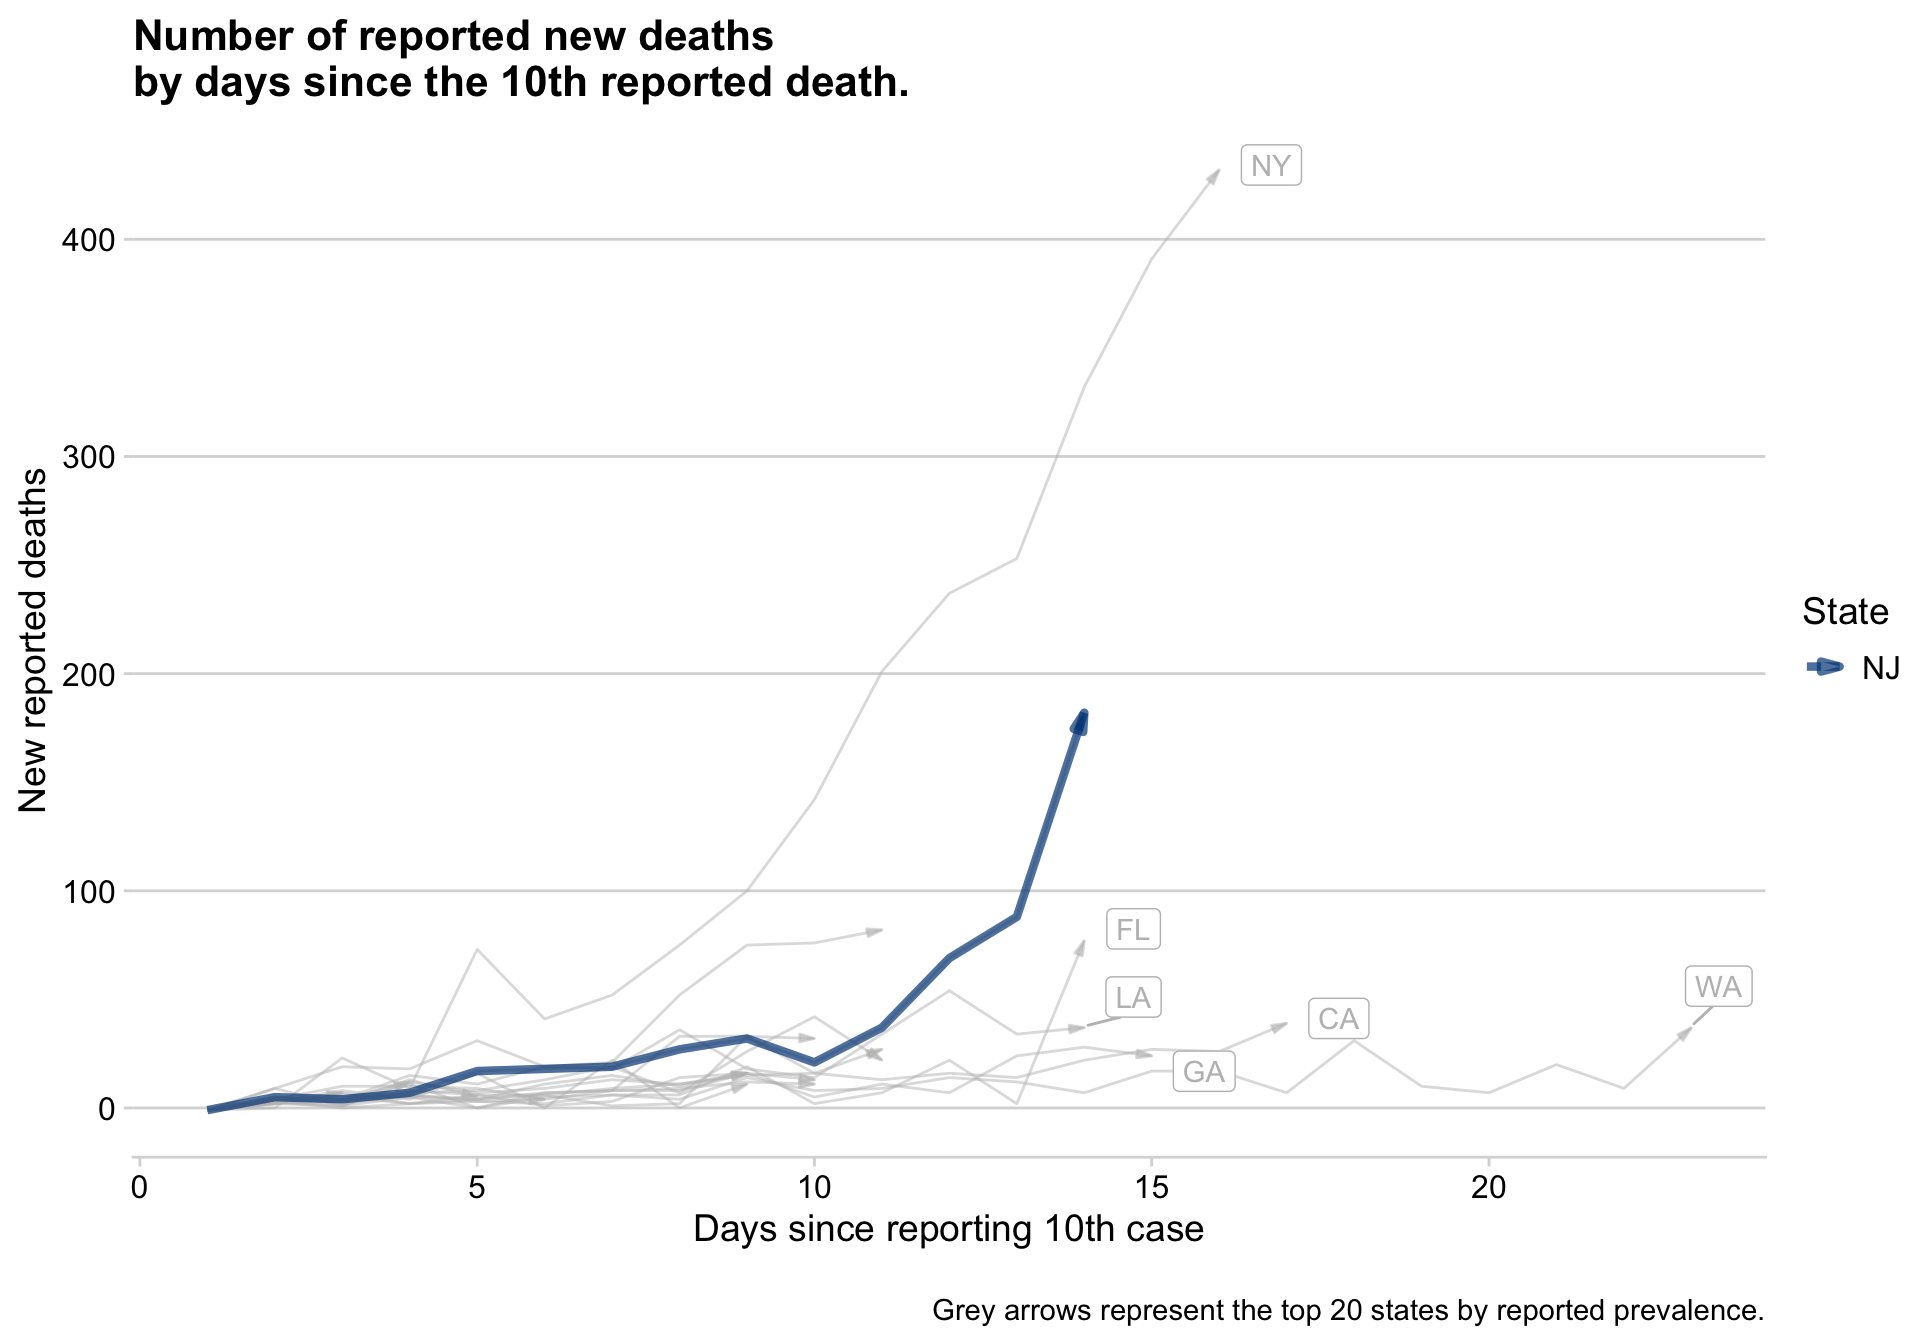 Number of reported new deaths
by days since the 10th reported death.
NY
400
300
200
100
0
New reported deaths
FL
LA
WA
CA
GA
State
NJ
0 5 10 15 20
Days since reporting 10th case
Grey arrows represent the top 20 states by reported prevalence.